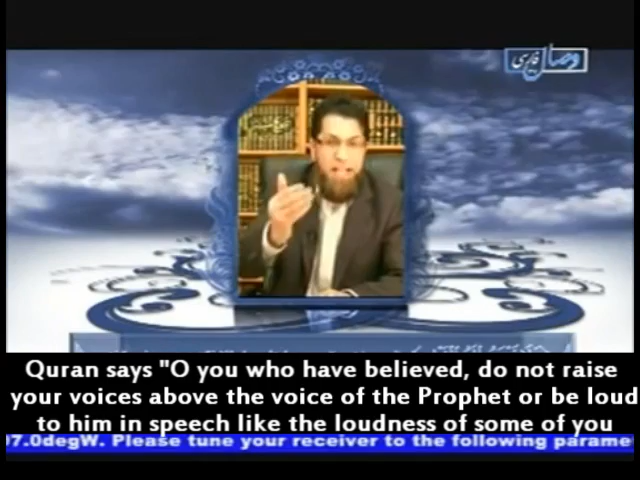 وصال فارسی
Quran says "O you who have believed, do not raise
your voices above the voice of the Prophet or be loud
to him in speech like the loudness of some of you
97.0degW. Please tune your receiver to the following parame